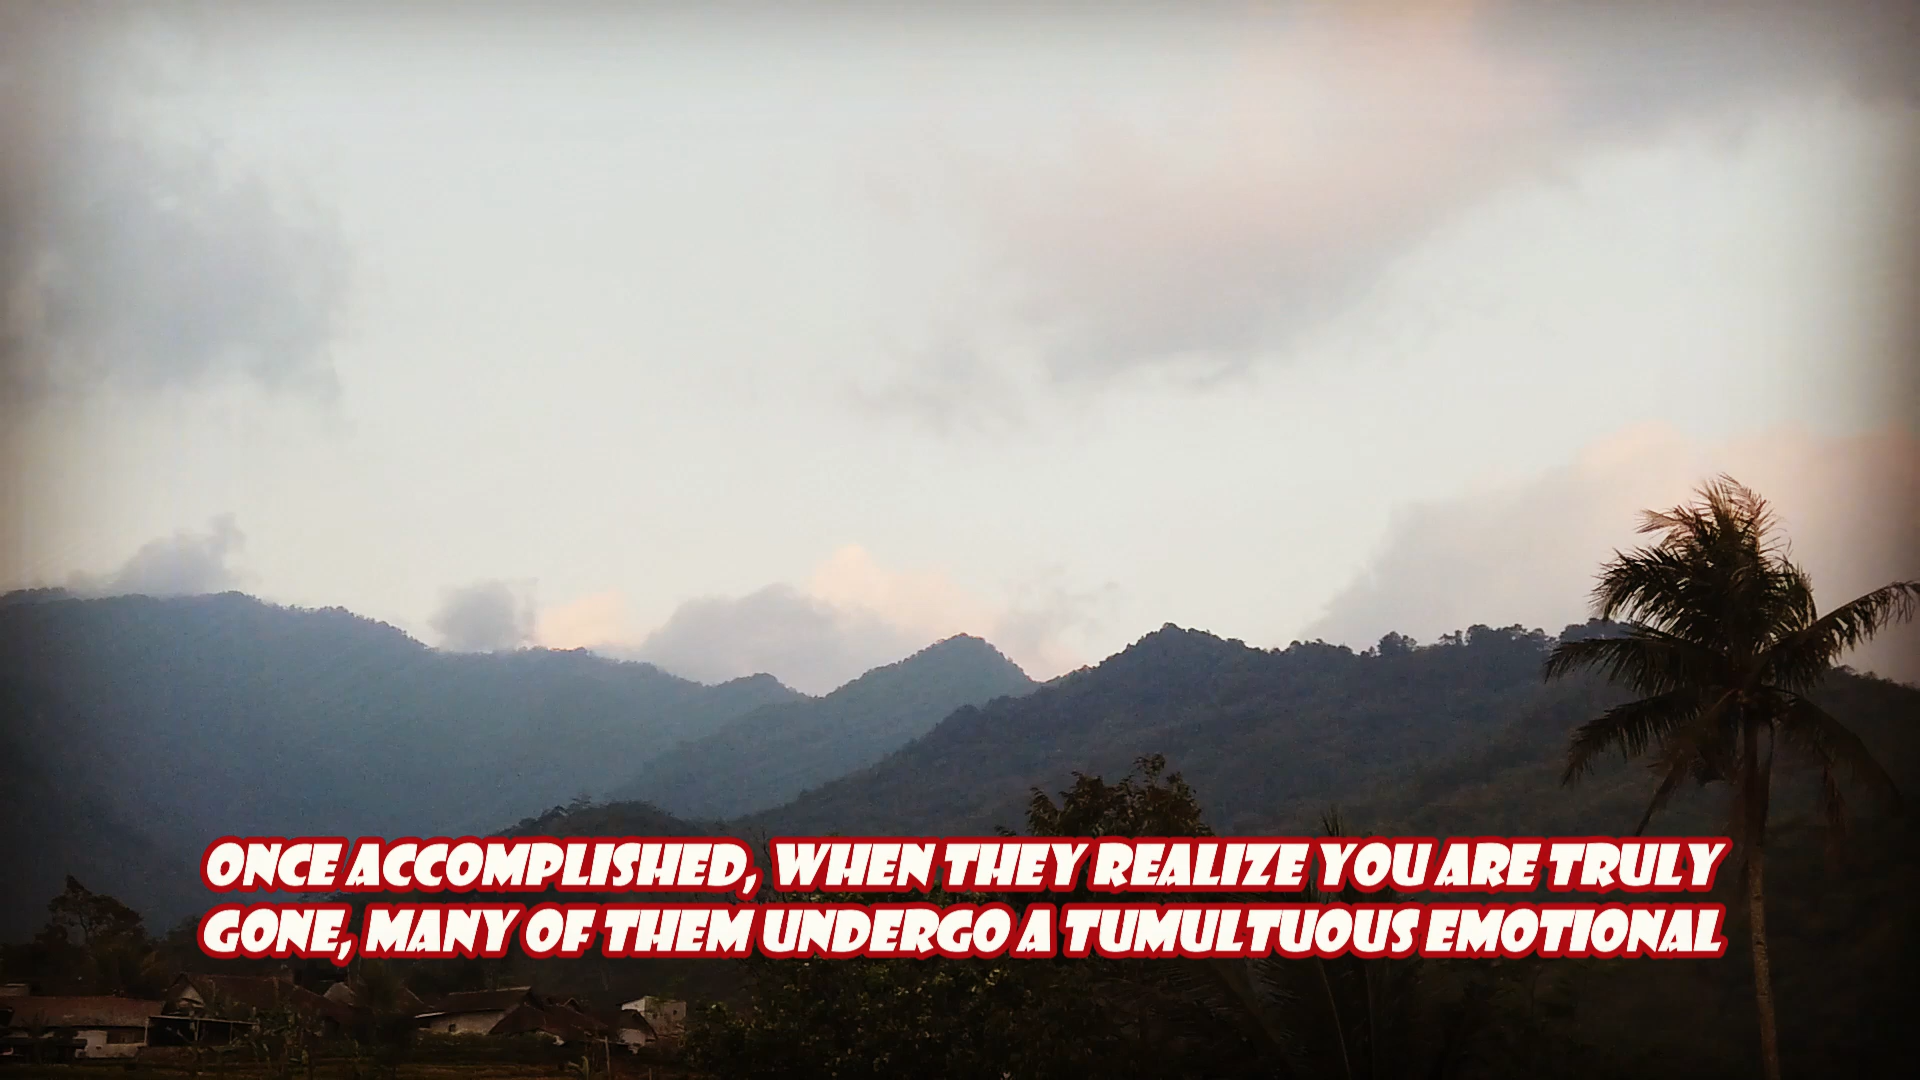 ONCE ACCOMPLISHED, WHEN THEY REALIZE YOU ARE TRULY
GONE, MANY OF THEM UNDERGO A TUMULTUOUS EMOTIONAL